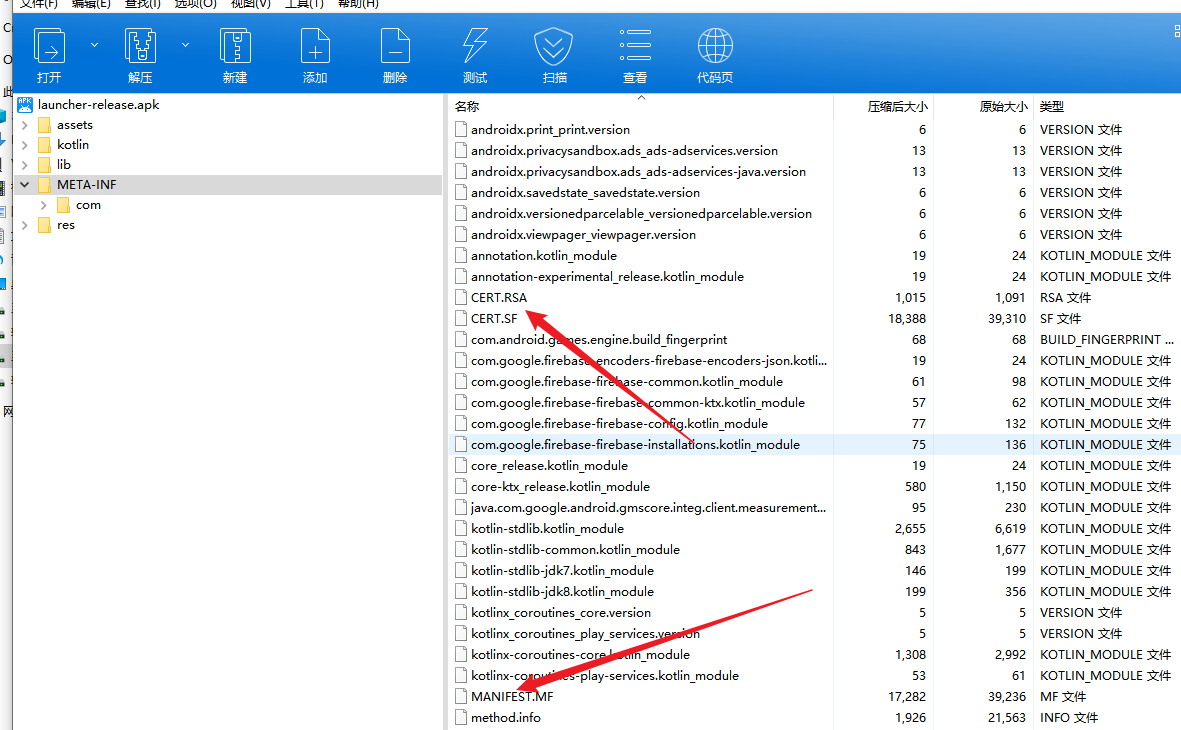 文件(F) 编辑(E) 查找(I) 选项(O) 视图(V) 工具(T) 帮助(H)
打开 解压 新建 添加 删除 测试 扫描 查看 代码页
launcher-release.apk
assets
kotlin
lib
META-INF
com
res
名称 压缩后大小 原始大小 类型
androidx.print_print.version 6 6 VERSION 文件
androidx.privacysandbox.ads_ads-adservices.version 13 13 VERSION 文件
androidx.privacysandbox.ads_ads-adservices-java.version 13 13 VERSION 文件
androidx.savedstate_savedstate.version 6 6 VERSION 文件
androidx.versionedparcelable_versionedparcelable.version 6 6 VERSION 文件
androidx.viewpager_viewpager.version 6 6 VERSION 文件
annotation.kotlin_module 19 24 KOTLIN_MODULE 文件
annotation-experimental_release.kotlin_module 19 24 KOTLIN_MODULE 文件
CERT.RSA 1,015 1,091 RSA 文件
CERT.SF 18,388 39,310 SF 文件
com.android.games.engine.build_fingerprint 68 68 BUILD_FINGERPRINT ...
com.google.firebase-encoders-firebase-encoders-json.kotli... 19 24 KOTLIN_MODULE 文件
com.google.firebase-firebase-common.kotlin_module 61 98 KOTLIN_MODULE 文件
com.google.firebase-firebase-common-ktx.kotlin_module 57 62 KOTLIN_MODULE 文件
com.google.firebase-firebase-config.kotlin_module 77 132 KOTLIN_MODULE 文件
com.google.firebase-firebase-installations.kotlin_module 75 136 KOTLIN_MODULE 文件
core_release.kotlin_module 19 24 KOTLIN_MODULE 文件
core-ktx_release.kotlin_module 580 1,150 KOTLIN_MODULE 文件
java.com.google.android.gmscore.integ.client.measurement... 95 230 KOTLIN_MODULE 文件
kotlin-stdlib.kotlin_module 2,655 6,619 KOTLIN_MODULE 文件
kotlin-stdlib-common.kotlin_module 843 1,677 KOTLIN_MODULE 文件
kotlin-stdlib-jdk7.kotlin_module 146 199 KOTLIN_MODULE 文件
kotlin-stdlib-jdk8.kotlin_module 199 356 KOTLIN_MODULE 文件
kotlinx_coroutines_core.version 5 5 VERSION 文件
kotlinx_coroutines_play_services.version 5 5 VERSION 文件
kotlinx-coroutines-core.kotlin_module 1,308 2,992 KOTLIN_MODULE 文件
kotlinx-coroutines-play-services.kotlin_module 53 61 KOTLIN_MODULE 文件
MANIFEST.MF 17,282 39,236 MF 文件
method.info 1,926 21,563 INFO 文件